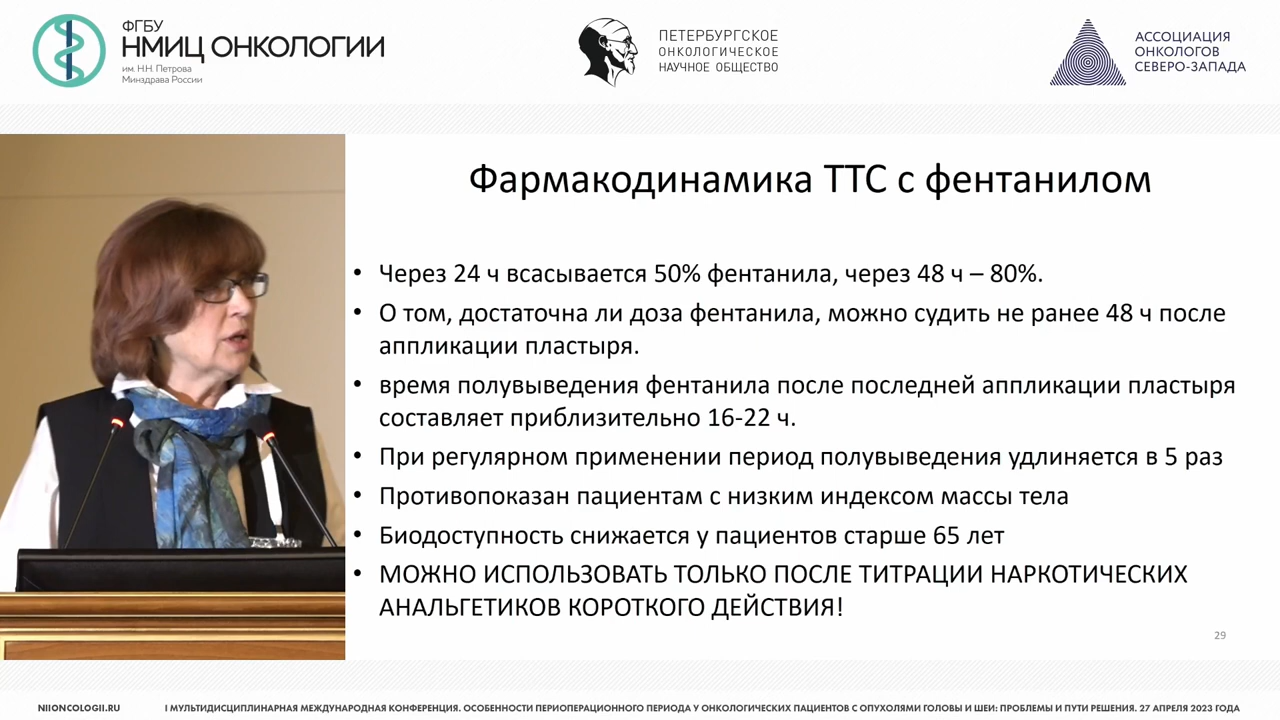 ФГБУ
НМИЦ ОНКОЛОГИИ
им. Н.Н. Петрова
Минздрава России
ПЕТЕРБУРГСКОЕ
ОНКОЛОГИЧЕСКОЕ
НАУЧНОЕ ОБЩЕСТВО
АССОЦИАЦИЯ
ОНКОЛОГОВ
СЕВЕРО-ЗАПАДА
Фармакодинамика ТТС с фентанилом
• Через 24 ч всасывается 50% фентанила, через 48 ч – 80%.
• О том, достаточна ли доза фентанила, можно судить не ранее 48 ч после
аппликации пластыря.
• время полувыведения фентанила после последней аппликации пластыря
составляет приблизительно 16-22 ч.
• При регулярном применении период полувыведения удлиняется в 5 раз
• Противопоказан пациентам с низким индексом массы тела
• Биодоступность снижается у пациентов старше 65 лет
• МОЖНО ИСПОЛЬЗОВАТЬ ТОЛЬКО ПОСЛЕ ТИТРАЦИИ НАРКОТИЧЕСКИХ
АНАЛЬГЕТИКОВ КОРОТКОГО ДЕЙСТВИЯ!
29
NIIONCOLOGII.RU
I МУЛЬТИДИСЦИПЛИНАРНАЯ МЕЖДУНАРОДНАЯ КОНФЕРЕНЦИЯ. ОСОБЕННОСТИ ПЕРИОПЕРАЦИОННОГО ПЕРИОДА У ОНКОЛОГИЧЕСКИХ ПАЦИЕНТОВ С ОПУХОЛЯМИ ГОЛОВЫ И ШЕИ: ПРОБЛЕМЫ И ПУТИ РЕШЕНИЯ. 27 АПРЕЛЯ 2023 ГОДА